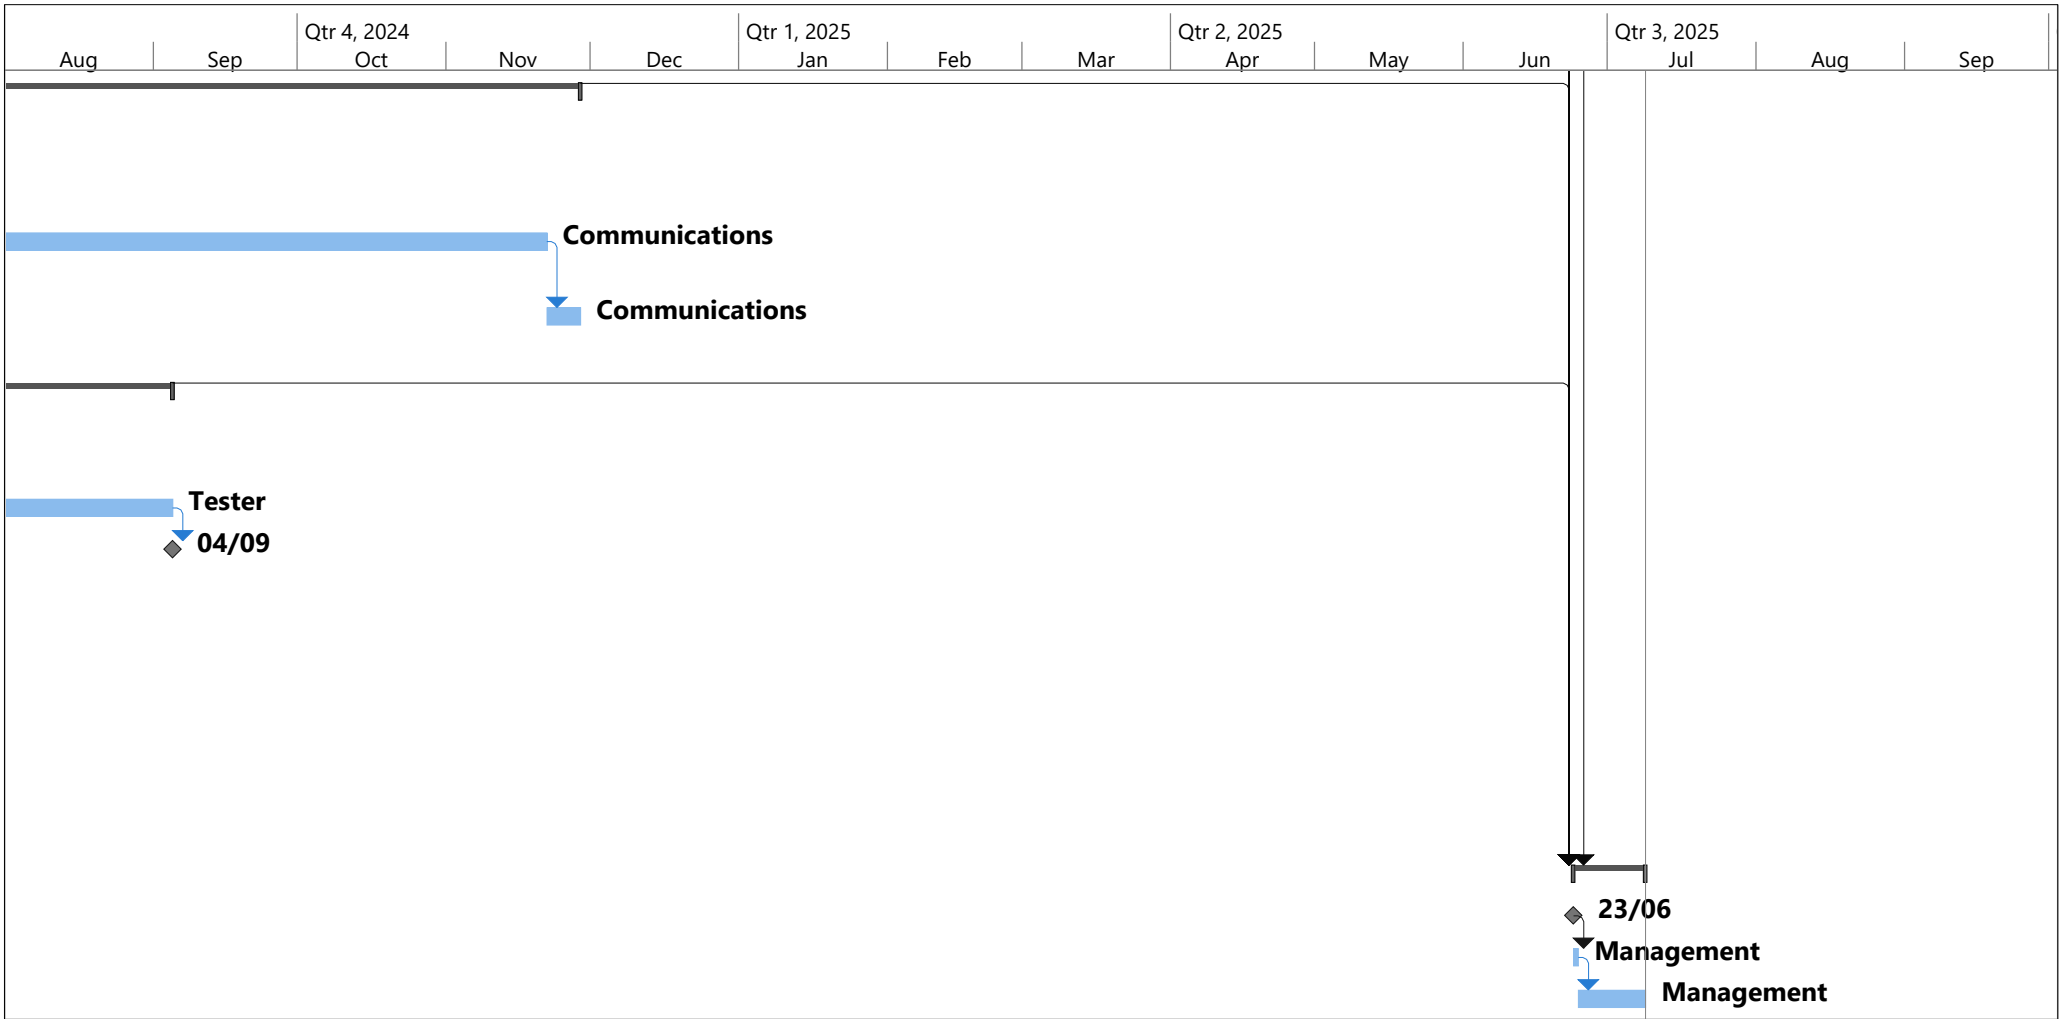 Qtr 4, 2024 Qtr 1, 2025 Qtr 2, 2025 Qtr 3, 2025
Aug Sep Oct Nov Dec Jan Feb Mar Apr May Jun Jul Aug Sep
Communications
Communications
Tester
04/09
23/06
Management
Management